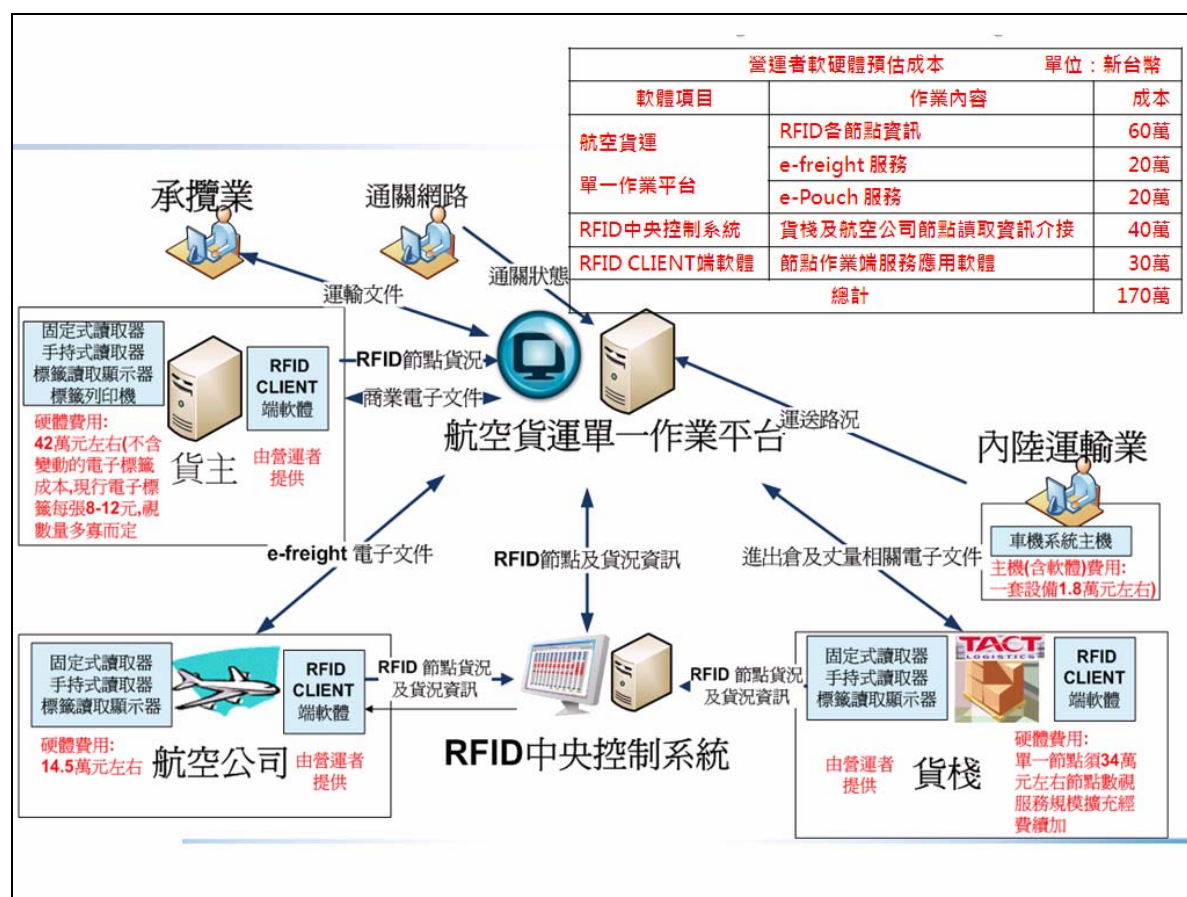 營運者軟硬體預估成本 單位：新台幣
軟體項目 作業內容 成本
航空貨運
單一作業平台
RFID各節點資訊 60萬
e-freight 服務 20萬
e-Pouch 服務 20萬
RFID中央控制系統 貨棧及航空公司節點讀取資訊介接 40萬
RFID CLIENT端軟體 節點作業端服務應用軟體 30萬
總計 170萬
承攬業
通關網路
運輸文件
通關狀態
固定式讀取器
手持式讀取器
標籤讀取顯示器
標籤列印機
RFID
CLIENT
端軟體
硬體費用:
42萬元左右(不含
變動的電子標籤
成本,現行電子標
籤每張8-12元,視
數量多寡而定
貨主
由營運者
提供
RFID節點貨況
商業電子文件
航空貨運單一作業平台
運送路況
內陸運輸業
車機系統主機
主機(含軟體)費用:
一套設備1.8萬元左右)
e-freight 電子文件
RFID節點及貨況資訊
進出倉及丈量相關電子文件
固定式讀取器
手持式讀取器
標籤讀取顯示器
RFID
CLIENT
端軟體
硬體費用:
14.5萬元左右
航空公司
由營運者
提供
RFID 節點貨況
及貨況資訊
RFID中央控制系統
RFID 節點貨況
及貨況資訊
固定式讀取器
手持式讀取器
標籤讀取顯示器
TACT
LOGISTICS
RFID
CLIENT
端軟體
由營運者
提供
貨棧
硬體費用:
單一節點須34萬
元左右節點數視
服務規模擴充經
費續加